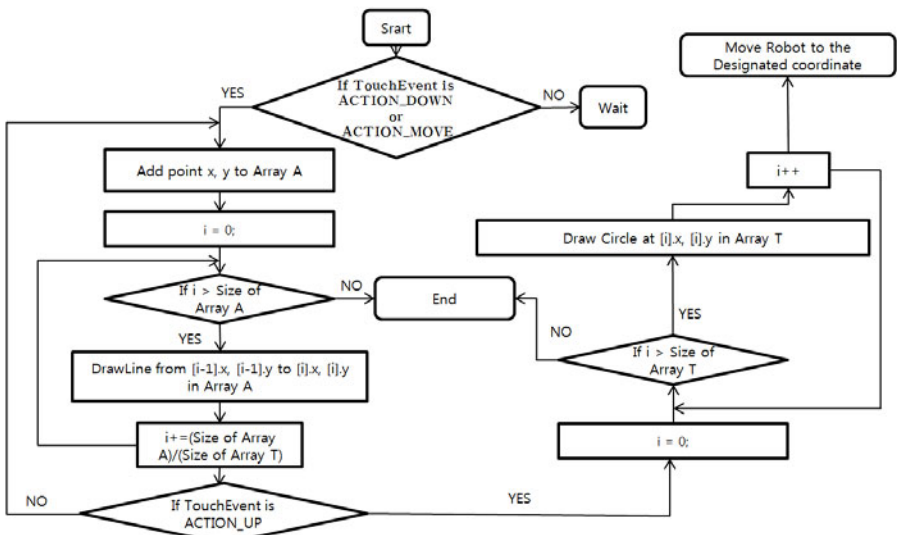 Srart
If TouchEvent is
ACTION_DOWN
or
ACTION_MOVE
YES
NO
Wait
Add point x, y to Array A
i = 0;
If i > Size of
Array A
NO
End
YES
DrawLine from [i-1].x, [i-1].y to [i].x, [i].y
in Array A
i+=(Size of Array
A)/(Size of Array T)
If TouchEvent is
ACTION_UP
NO
YES
i = 0;
If i > Size of
Array T
NO
YES
Draw Circle at [i].x, [i].y in Array T
i++
Move Robot to the
Designated coordinate